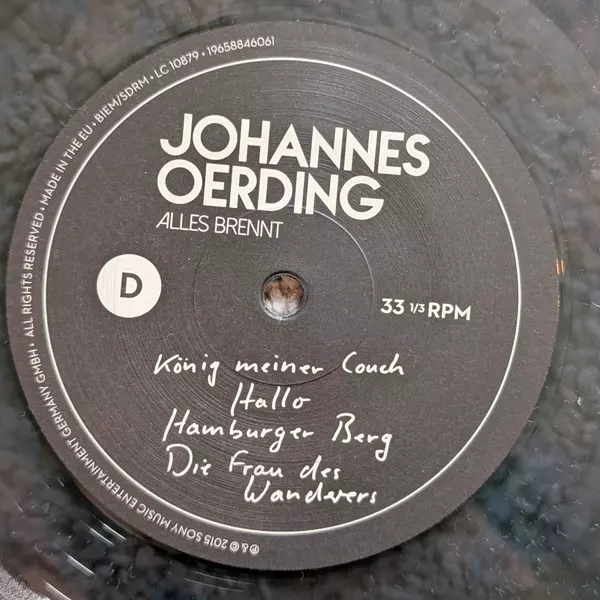 JOHANNES
OERDING
ALLES BRENNT
D
33 1/3 RPM
König meiner Couch
Hallo
Hamburger Berg
Die Frau des
Wanderers
℗ & © 2015 SONY MUSIC ENTERTAINMENT GERMANY GMBH • ALL RIGHTS RESERVED • MADE IN THE EU • BIEM/SDRM • LC 10879 • 19658846061